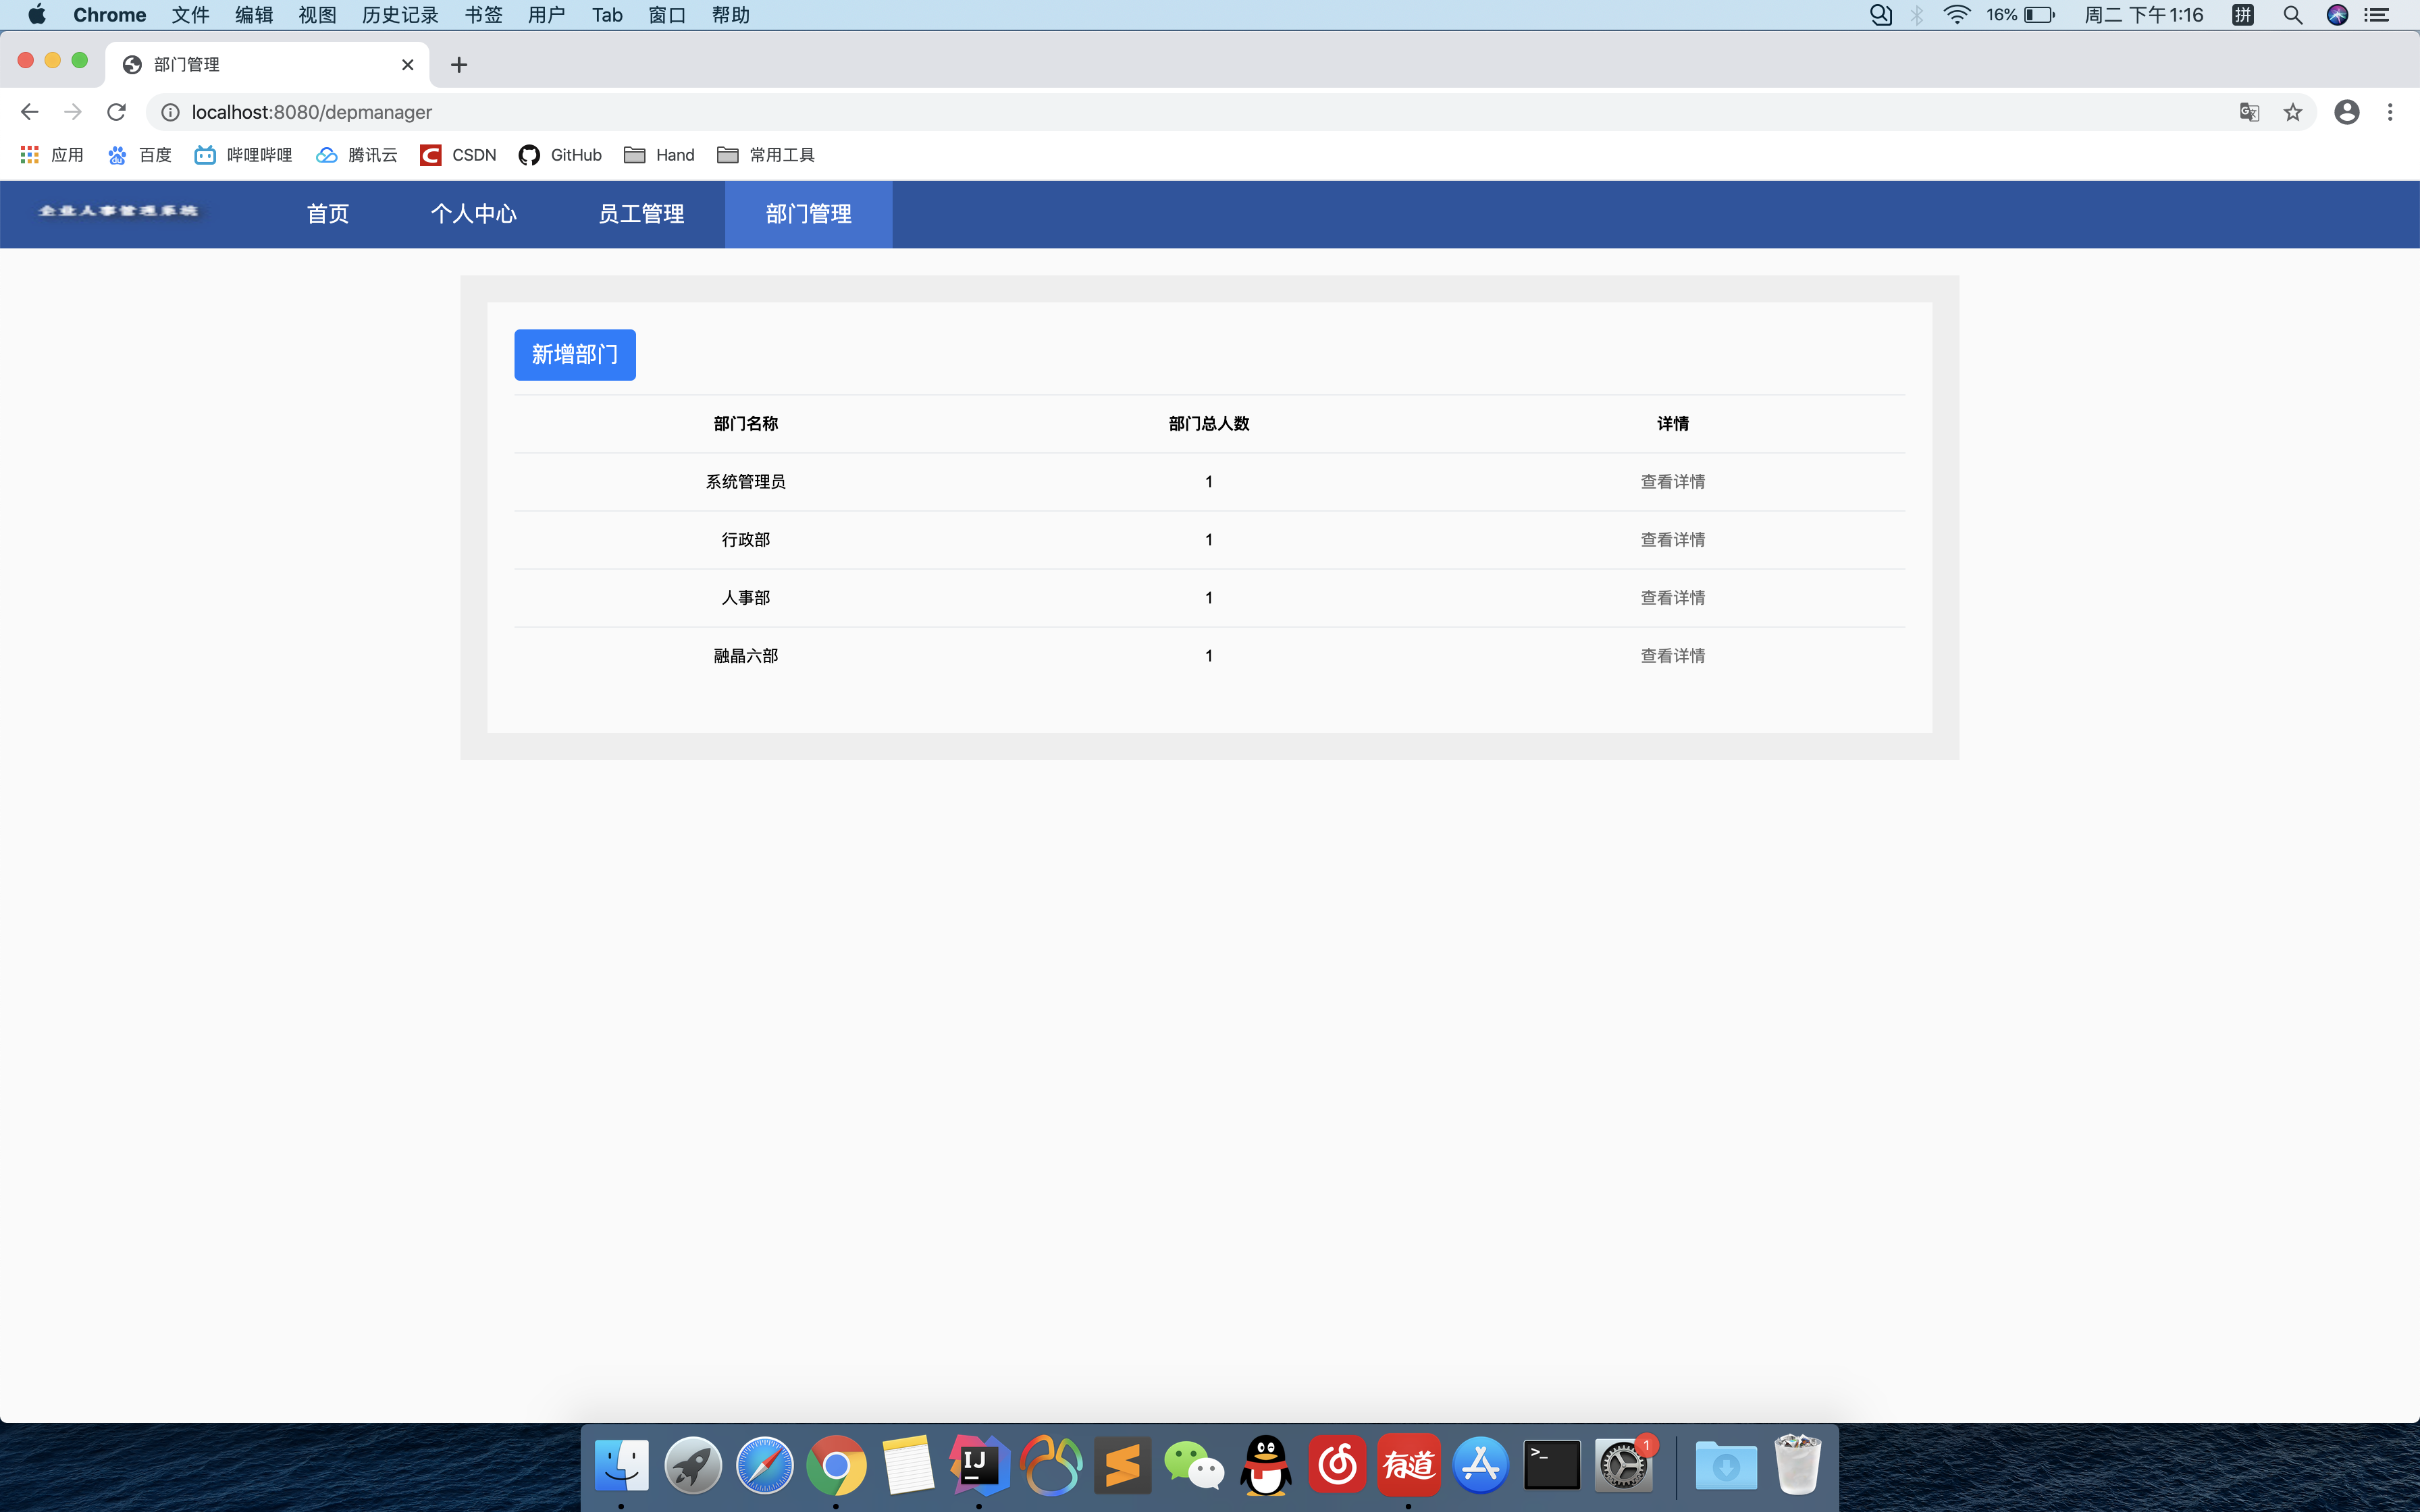 Chrome 文件 编辑 视图 历史记录 书签 用户 Tab 窗口 帮助 16% 周二 下午1:16 拼
部门管理
localhost:8080/depmanager
应用 百度 哔哩哔哩 腾讯云 CSDN GitHub Hand 常用工具
企业人事管理系统 首页 个人中心 员工管理 部门管理
新增部门
部门名称 部门总人数 详情
系统管理员 1 查看详情
行政部 1 查看详情
人事部 1 查看详情
融晶六部 1 查看详情
IJ 有道 >_ 1